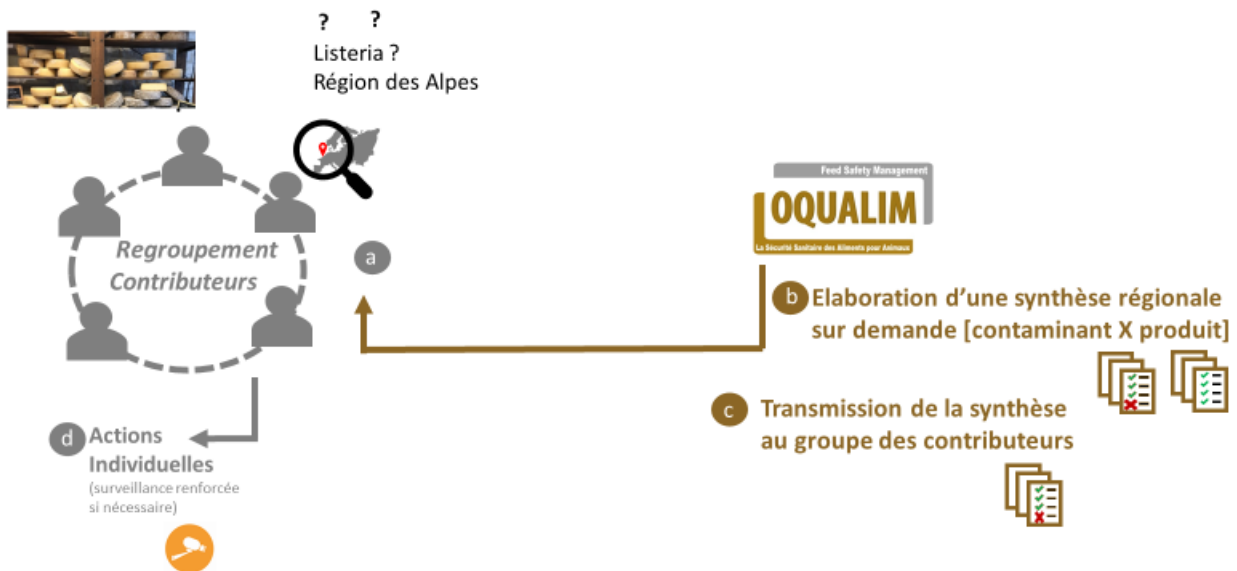 ? ?
Listeria ?
Région des Alpes
Regroupement
Contributeurs
a
Feed Safety Management
OQUALIM
La Sécurité Sanitaire des Aliments pour Animaux
b Elaboration d'une synthèse régionale
sur demande [contaminant X produit]
c Transmission de la synthèse
au groupe des contributeurs
d Actions
Individuelles
(surveillance renforcée
si nécessaire)